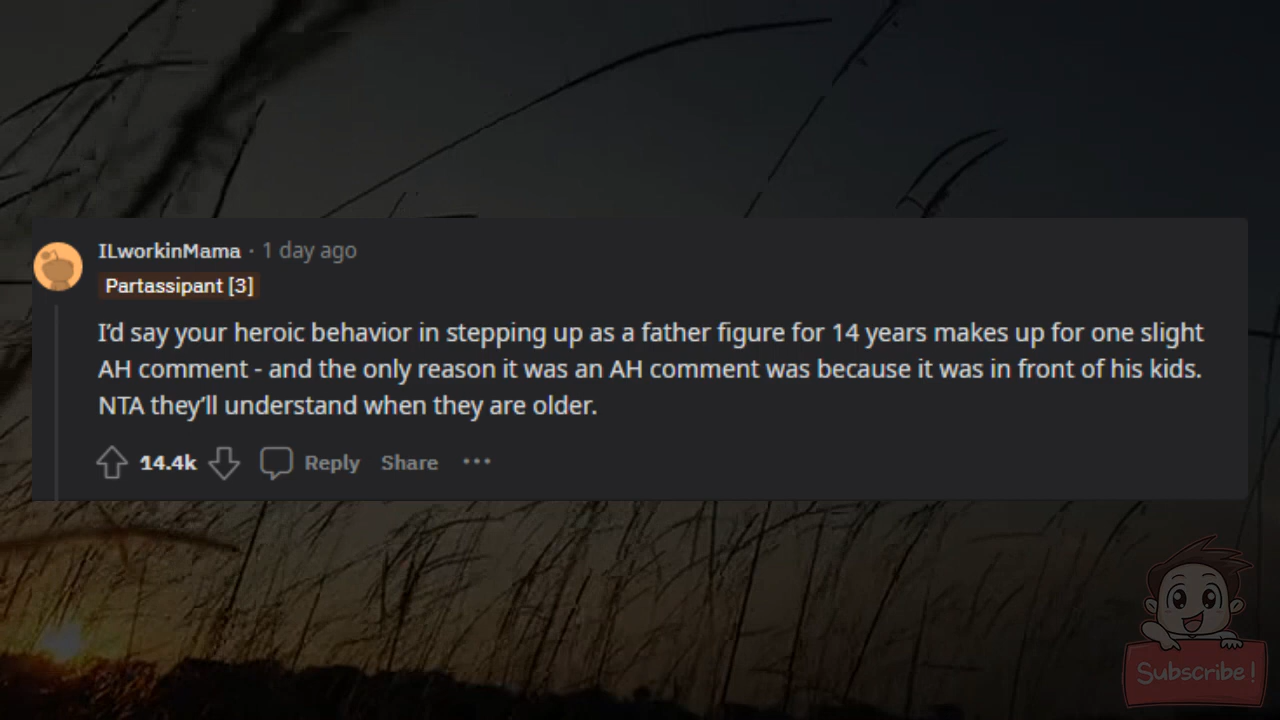 ILworkinMama · 1 day ago
Partassipant [3]
I’d say your heroic behavior in stepping up as a father figure for 14 years makes up for one slight
AH comment - and the only reason it was an AH comment was because it was in front of his kids.
NTA they’ll understand when they are older.
14.4k Reply Share ···
Subscribe!